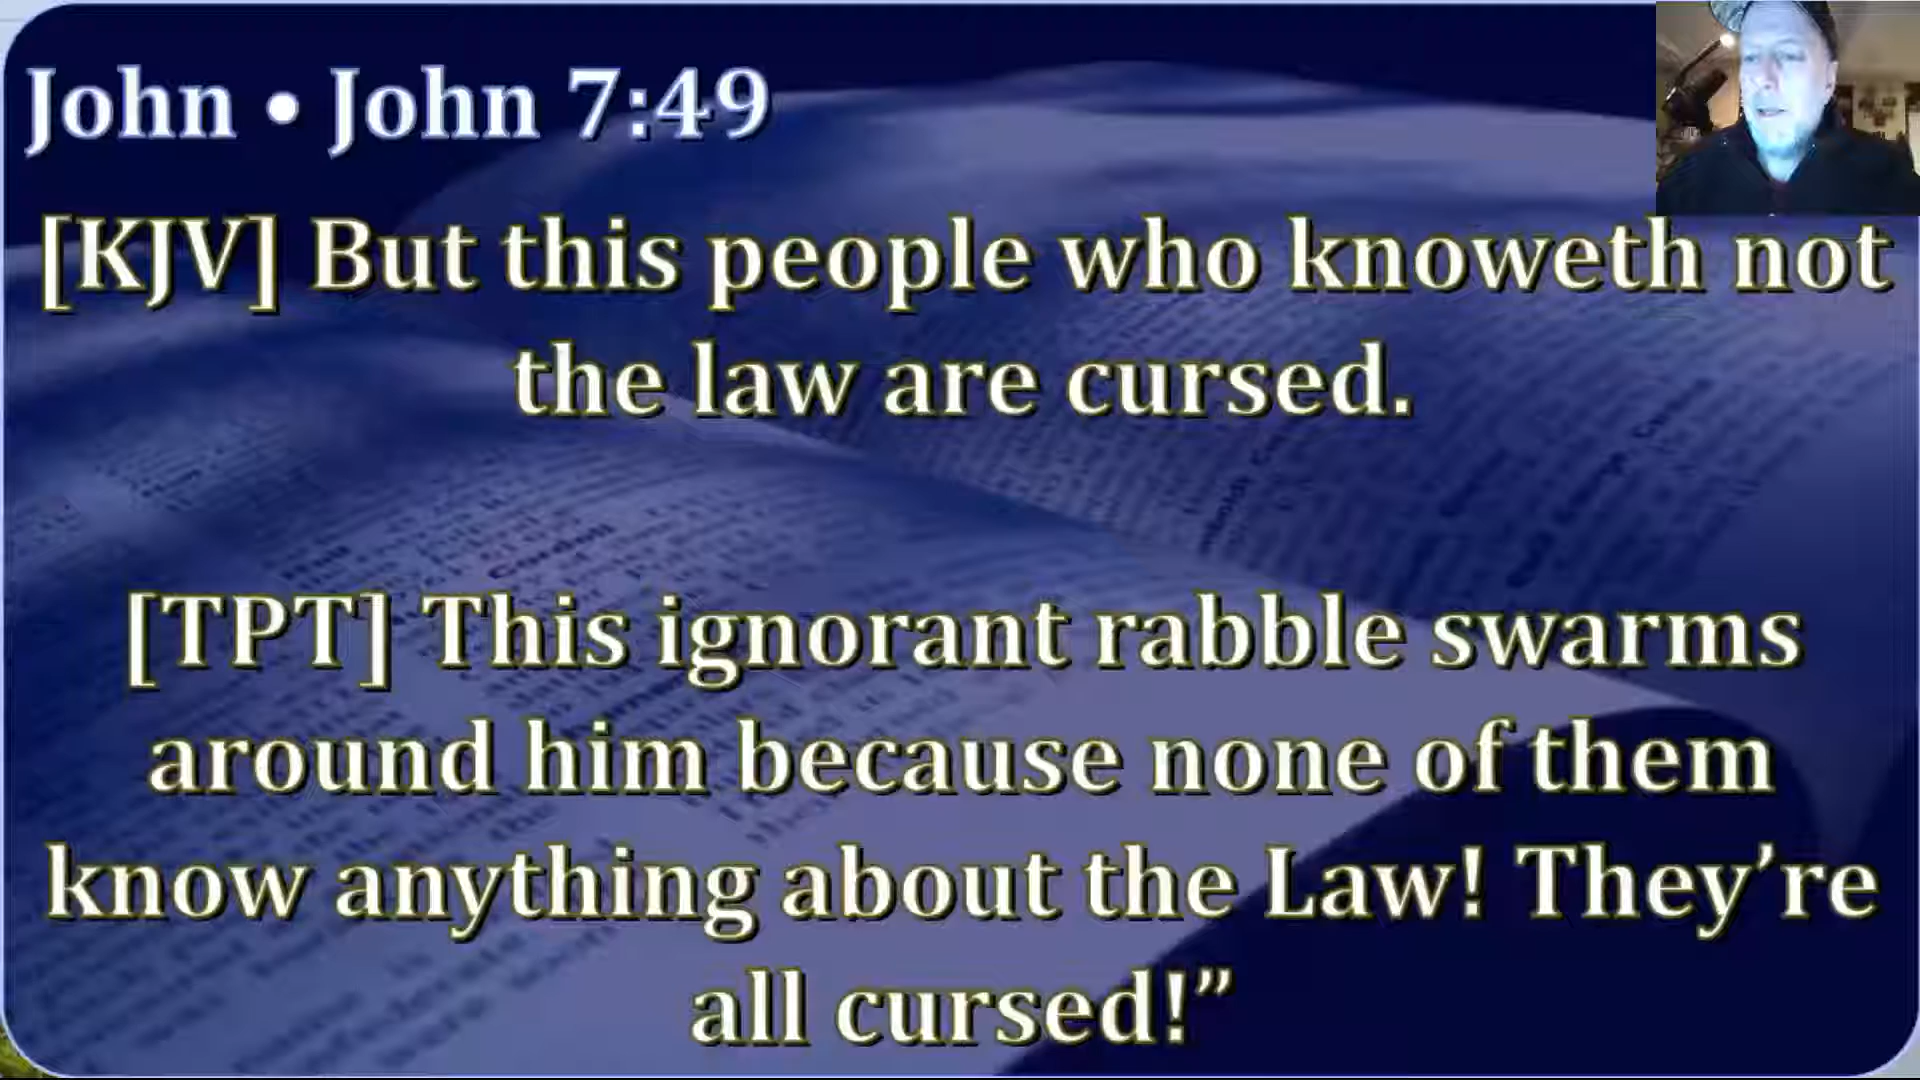 John • John 7:49
[KJV] But this people who knoweth not
the law are cursed.
[TPT] This ignorant rabble swarms
around him because none of them
know anything about the Law! They’re
all cursed!”